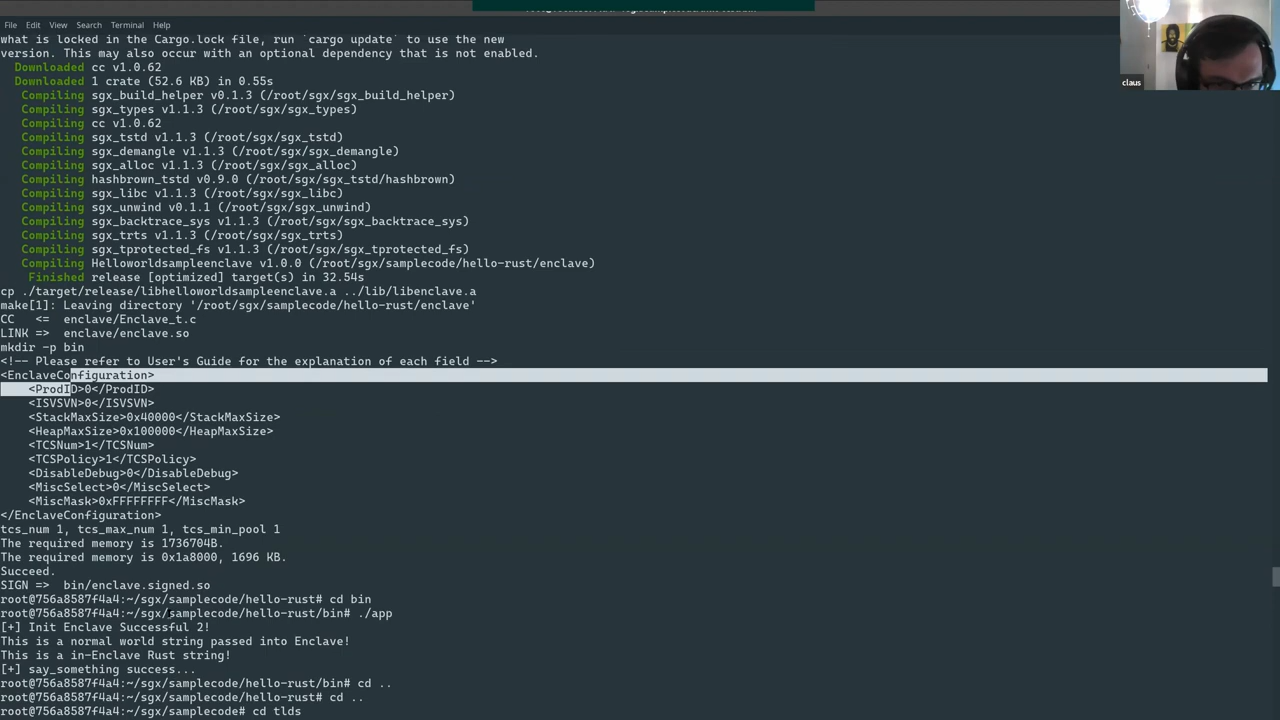 File Edit View Search Terminal Help
what is locked in the Cargo.lock file, run `cargo update` to use the new
version. This may also occur with an optional dependency that is not enabled.
Downloaded cc v1.0.62
Downloaded 1 crate (52.6 KB) in 0.55s
Compiling sgx_build_helper v0.1.3 (/root/sgx/sgx_build_helper)
Compiling sgx_types v1.1.3 (/root/sgx/sgx_types)
Compiling cc v1.0.62
Compiling sgx_tstd v1.1.3 (/root/sgx/sgx_tstd)
Compiling sgx_demangle v1.1.3 (/root/sgx/sgx_demangle)
Compiling sgx_alloc v1.1.3 (/root/sgx/sgx_alloc)
Compiling hashbrown_tstd v0.9.0 (/root/sgx/sgx_tstd/hashbrown)
Compiling sgx_libc v1.1.3 (/root/sgx/sgx_libc)
Compiling sgx_unwind v0.1.1 (/root/sgx/sgx_unwind)
Compiling sgx_backtrace_sys v1.1.3 (/root/sgx/sgx_backtrace_sys)
Compiling sgx_trts v1.1.3 (/root/sgx/sgx_trts)
Compiling sgx_tprotected_fs v1.1.3 (/root/sgx/sgx_tprotected_fs)
Compiling Helloworldsampleenclave v1.0.0 (/root/sgx/samplecode/hello-rust/enclave)
Finished release [optimized] target(s) in 32.54s
cp ./target/release/libhelloworldsampleenclave.a ../lib/libenclave.a
make[1]: Leaving directory '/root/sgx/samplecode/hello-rust/enclave'
CC <= enclave/Enclave_t.c
LINK => enclave/enclave.so
mkdir -p bin
<!-- Please refer to User's Guide for the explanation of each field -->
<EnclaveConfiguration>
<ProdID>0</ProdID>
<ISVSVN>0</ISVSVN>
<StackMaxSize>0x40000</StackMaxSize>
<HeapMaxSize>0x100000</HeapMaxSize>
<TCSNum>1</TCSNum>
<TCSPolicy>1</TCSPolicy>
<DisableDebug>0</DisableDebug>
<MiscSelect>0</MiscSelect>
<MiscMask>0xFFFFFFFF</MiscMask>
</EnclaveConfiguration>
tcs_num 1, tcs_max_num 1, tcs_min_pool 1
The required memory is 1736704B.
The required memory is 0x1a8000, 1696 KB.
Succeed.
SIGN => bin/enclave.signed.so
root@756a8587f4a4:~/sgx/samplecode/hello-rust# cd bin
root@756a8587f4a4:~/sgx/samplecode/hello-rust/bin# ./app
[+] Init Enclave Successful 2!
This is a normal world string passed into Enclave!
This is a in-Enclave Rust string!
[+] say_something success...
root@756a8587f4a4:~/sgx/samplecode/hello-rust/bin# cd ..
root@756a8587f4a4:~/sgx/samplecode/hello-rust# cd ..
root@756a8587f4a4:~/sgx/samplecode# cd tlds
claus